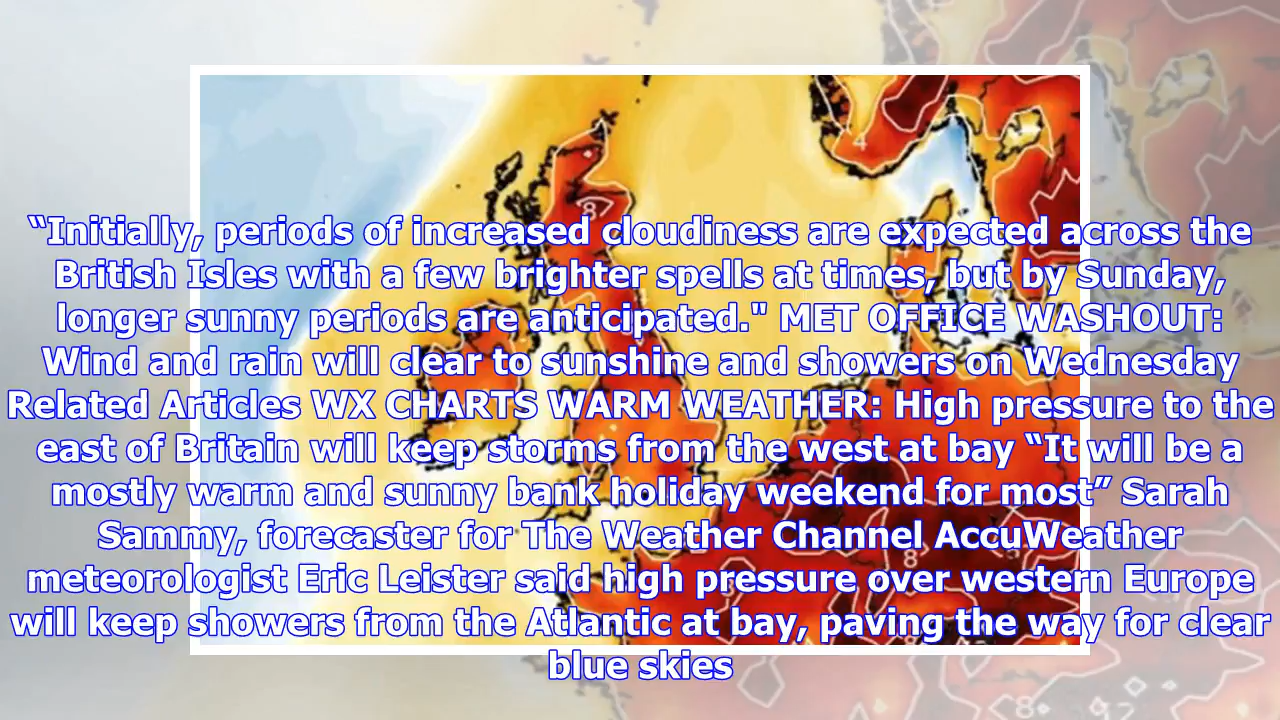 “Initially, periods of increased cloudiness are expected across the
British Isles with a few brighter spells at times, but by Sunday,
longer sunny periods are anticipated." MET OFFICE WASHOUT:
Wind and rain will clear to sunshine and showers on Wednesday
Related Articles WX CHARTS WARM WEATHER: High pressure to the
east of Britain will keep storms from the west at bay “It will be a
mostly warm and sunny bank holiday weekend for most” Sarah
Sammy, forecaster for The Weather Channel AccuWeather
meteorologist Eric Leister said high pressure over western Europe
will keep showers from the Atlantic at bay, paving the way for clear
blue skies